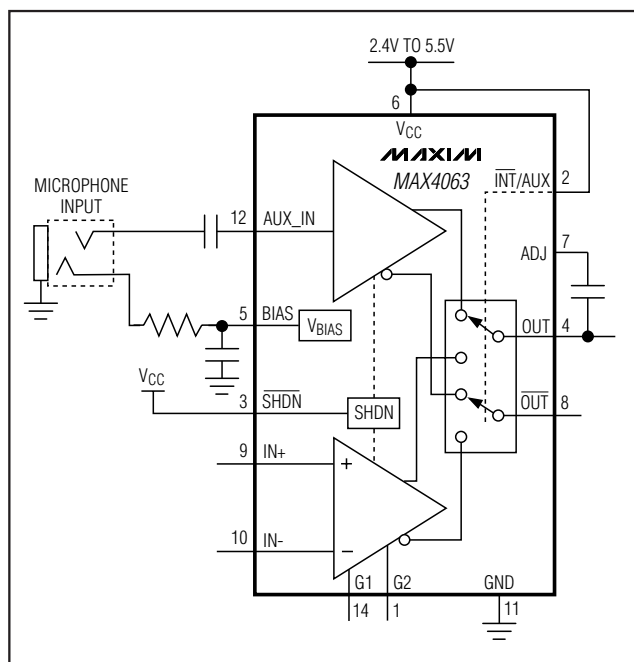 2.4V TO 5.5V
6
VCC
MAXIM
MAX4063
INT/AUX 2
MICROPHONE
INPUT
12 AUX_IN
ADJ 7
5 BIAS VBIAS
OUT 4
VCC
3 SHDN SHDN
OUT 8
9 IN+ +
10 IN- −
G1 G2
14 1
GND
11